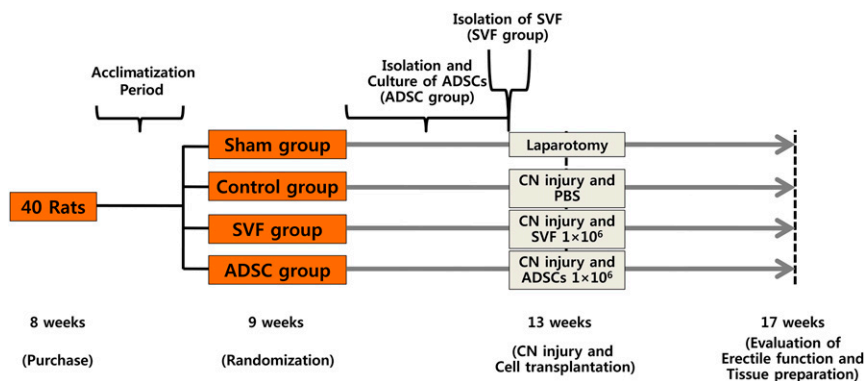 Isolation of SVF
(SVF group)
Isolation and
Culture of ADSCs
(ADSC group)
Acclimatization
Period
40 Rats
Sham group
Control group
SVF group
ADSC group
Laparotomy
CN injury and
PBS
CN injury and
SVF 1×10⁶
CN injury and
ADSCs 1×10⁶
8 weeks
(Purchase)
9 weeks
(Randomization)
13 weeks
(CN injury and
Cell transplantation)
17 weeks
(Evaluation of
Erectile function and
Tissue preparation)